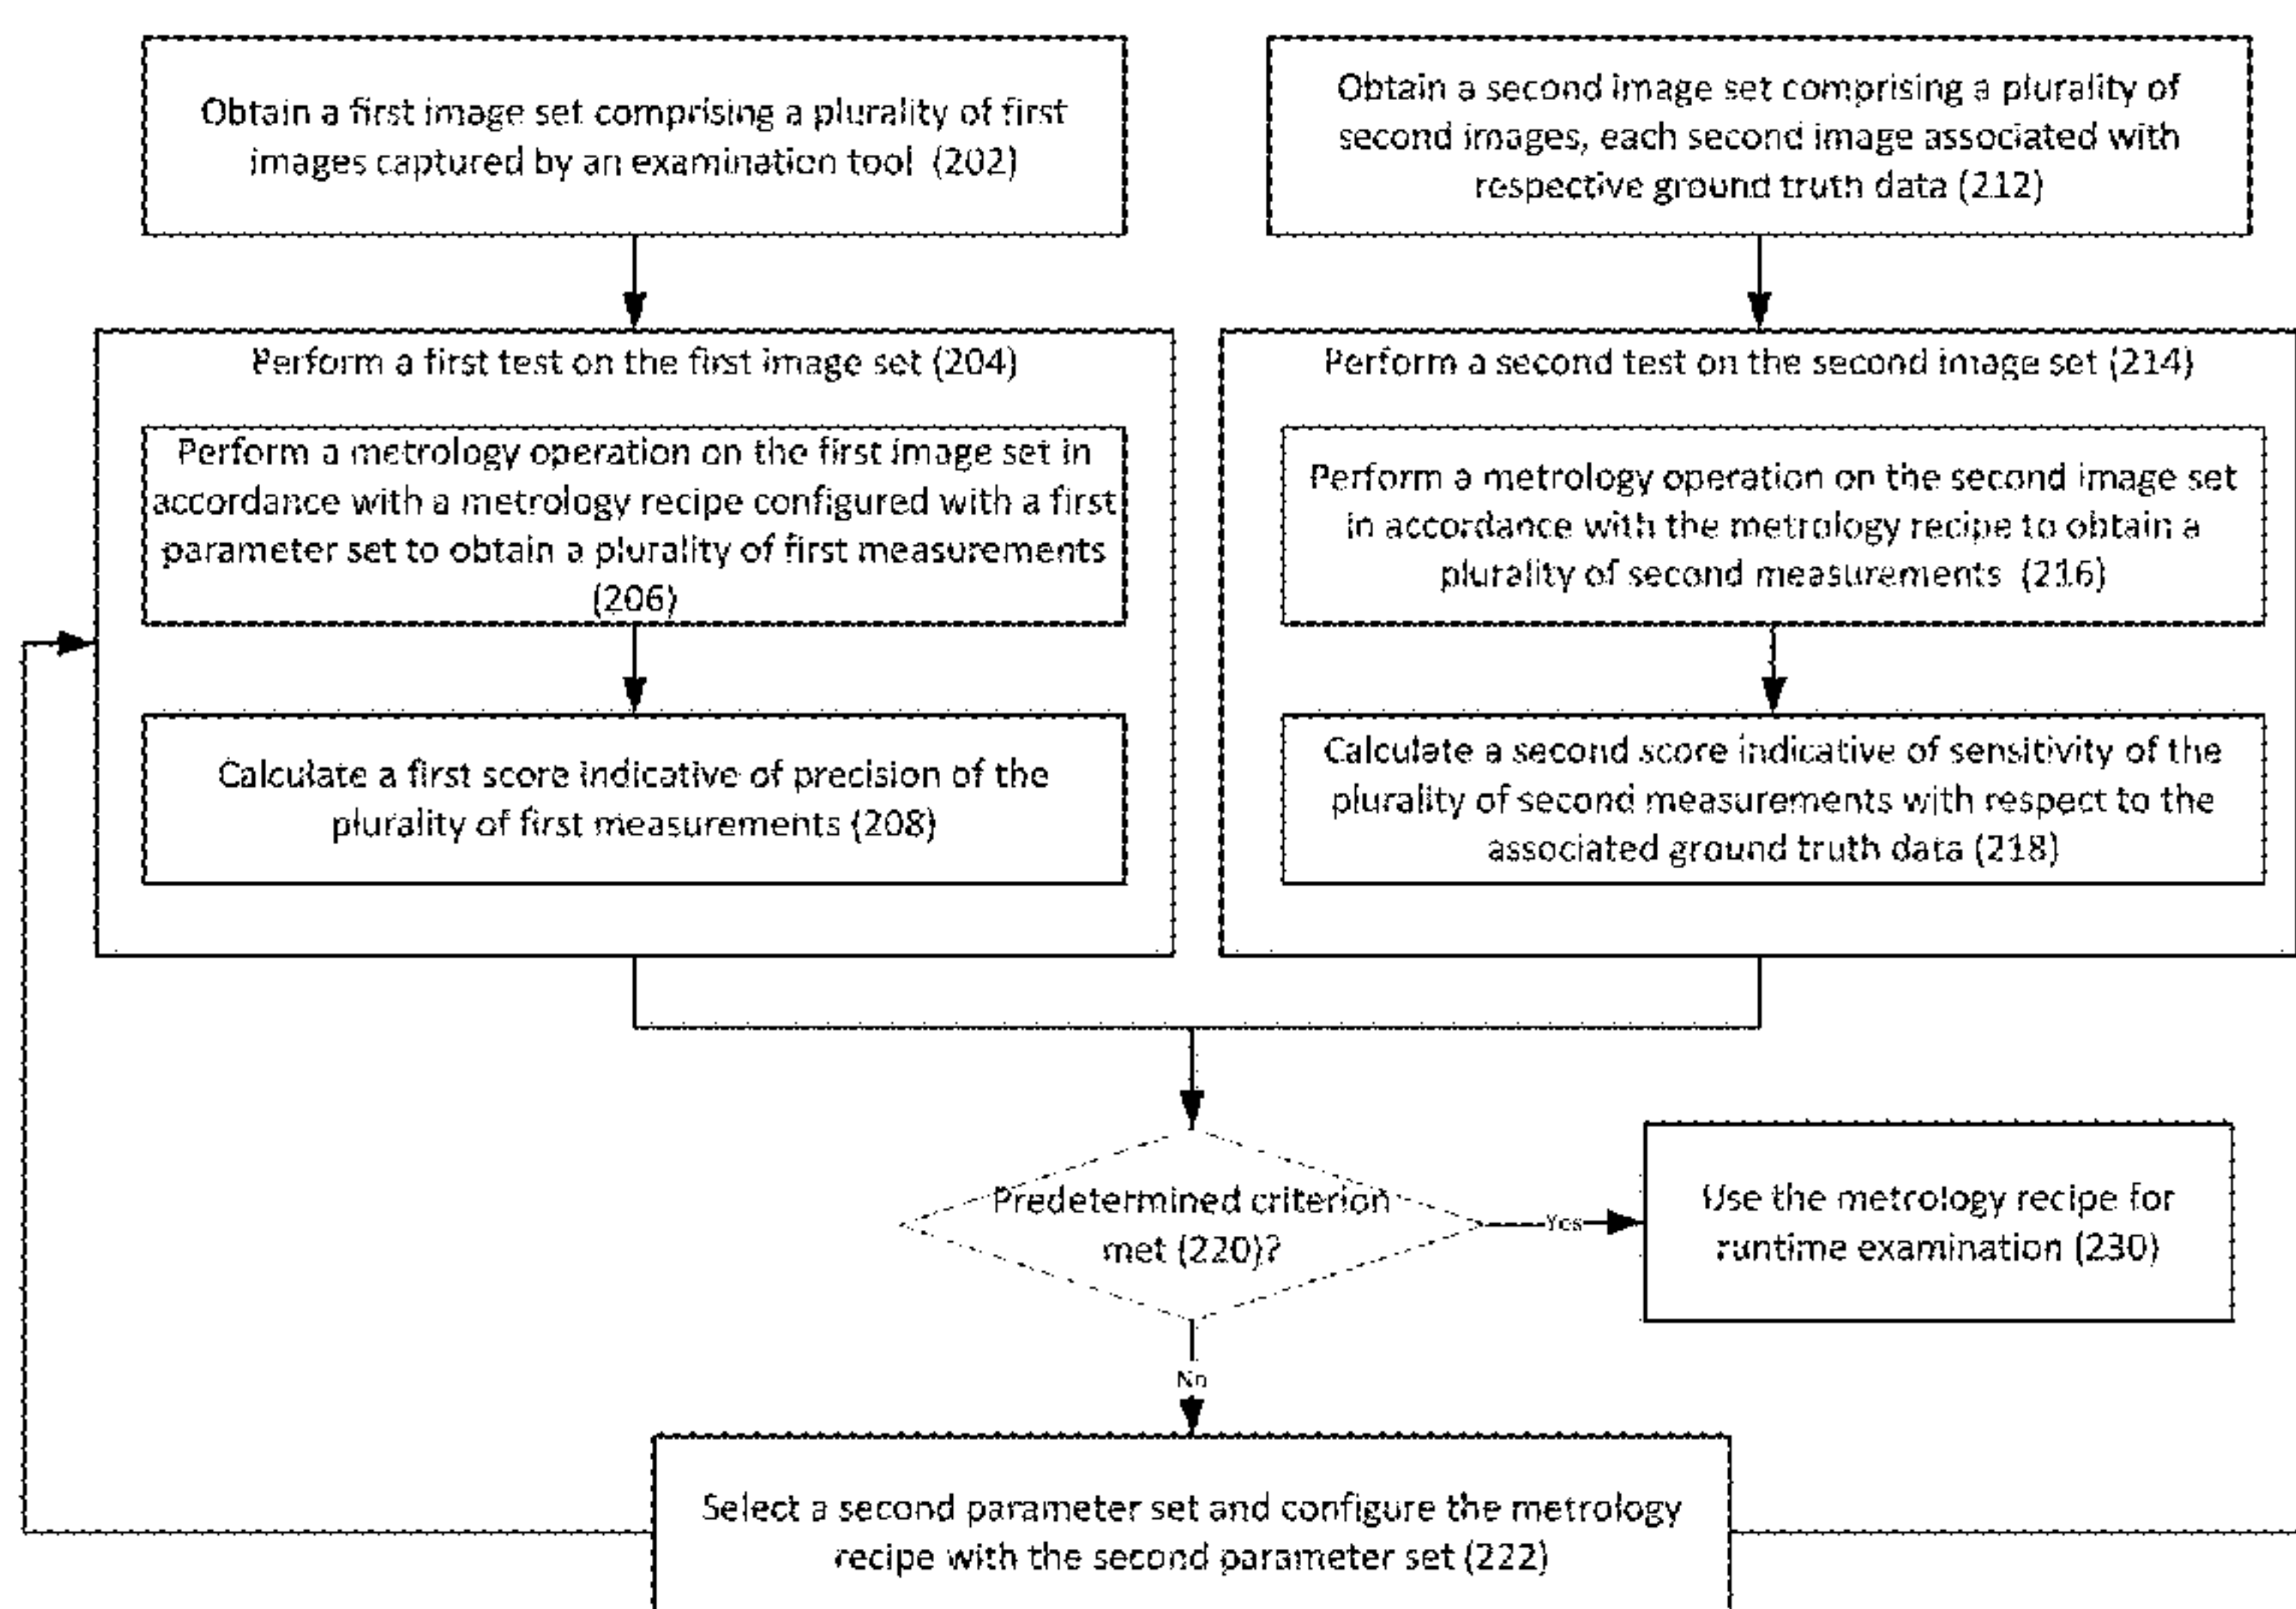 Obtain a first image set comprising a plurality of first
images captured by an examination tool (202)
Obtain a second image set comprising a plurality of
second images, each second image associated with
respective ground truth data (212)
Perform a first test on the first image set (204)
Perform a metrology operation on the first image set in
accordance with a metrology recipe configured with a first
parameter set to obtain a plurality of first measurements
(206)
Calculate a first score indicative of precision of the
plurality of first measurements (208)
Perform a second test on the second image set (214)
Perform a metrology operation on the second image set
in accordance with the metrology recipe to obtain a
plurality of second measurements (216)
Calculate a second score indicative of sensitivity of the
plurality of second measurements with respect to the
associated ground truth data (218)
Predetermined criterion
met (220)?
Yes
Use the metrology recipe for
runtime examination (230)
No
Select a second parameter set and configure the metrology
recipe with the second parameter set (222)